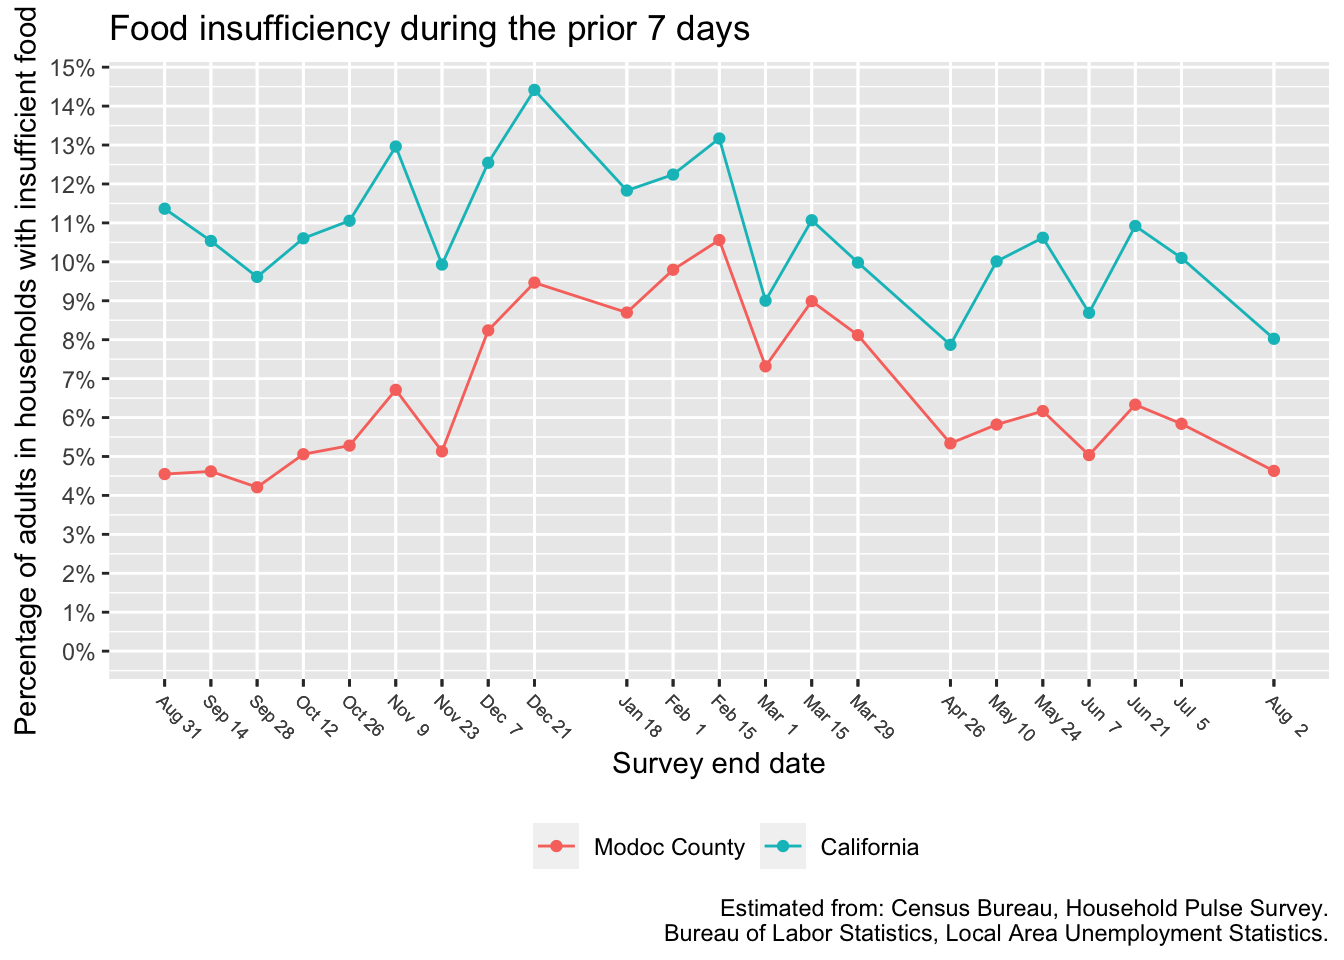 Food insufficiency during the prior 7 days
Percentage of adults in households with insufficient food
15%
14%
13%
12%
11%
10%
9%
8%
7%
6%
5%
4%
3%
2%
1%
0%
Aug 31
Sep 14
Sep 28
Oct 12
Oct 26
Nov 9
Nov 23
Dec 7
Dec 21
Jan 18
Feb 1
Feb 15
Mar 1
Mar 15
Mar 29
Apr 26
May 10
May 24
Jun 7
Jun 21
Jul 5
Aug 2
Survey end date
Modoc County
California
Estimated from: Census Bureau, Household Pulse Survey.
Bureau of Labor Statistics, Local Area Unemployment Statistics.